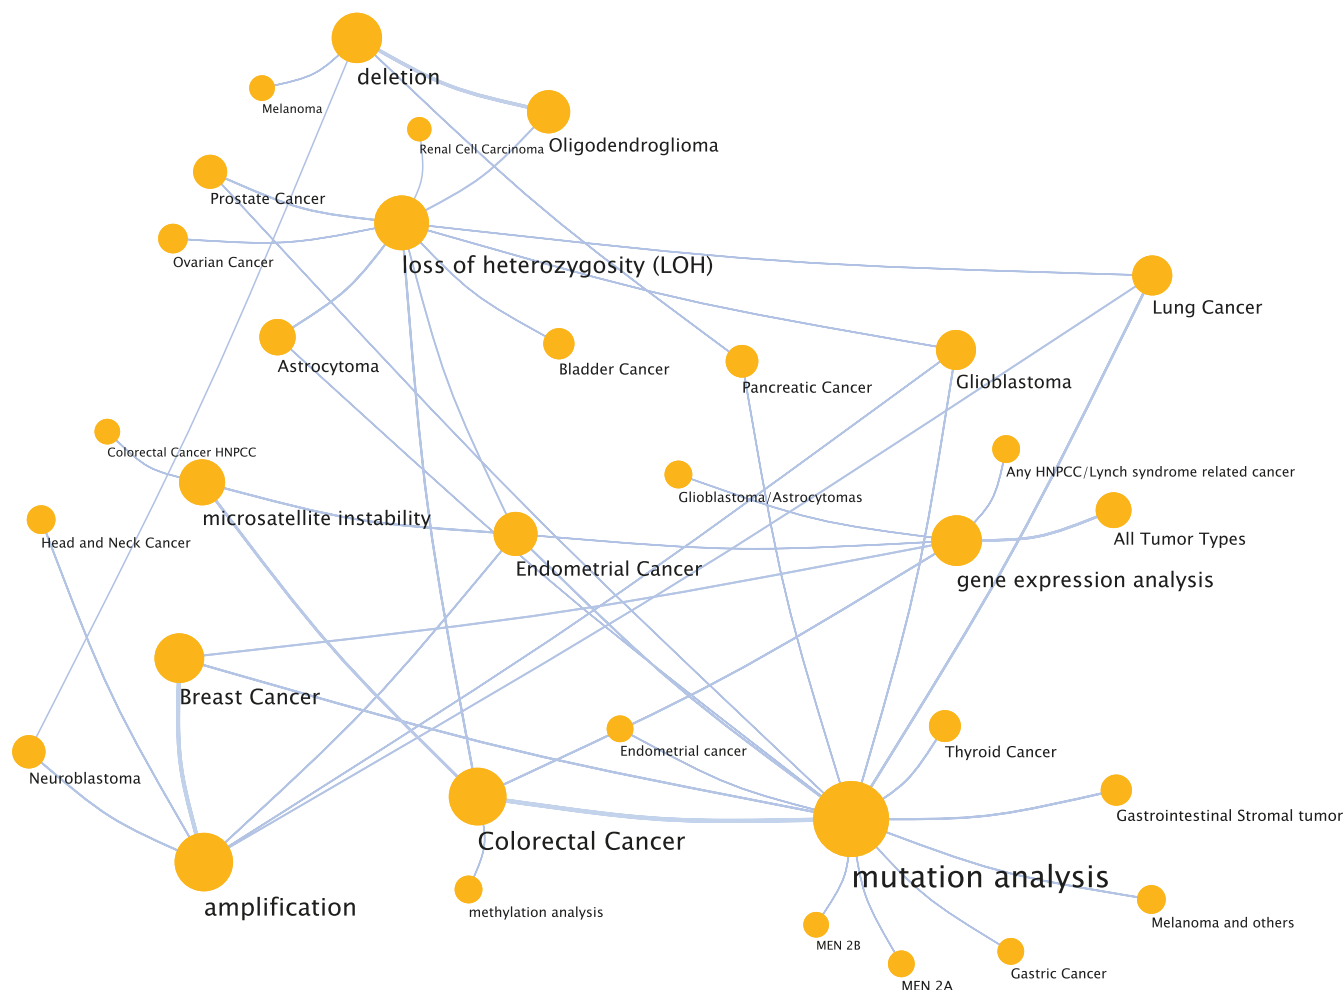 deletion
Melanoma
Renal Cell Carcinoma
Oligodendroglioma
Prostate Cancer
Ovarian Cancer
loss of heterozygosity (LOH)
Lung Cancer
Astrocytoma
Bladder Cancer
Pancreatic Cancer
Glioblastoma
Colorectal Cancer HNPCC
Any HNPCC/Lynch syndrome related cancer
Glioblastoma/Astrocytomas
microsatellite instability
Head and Neck Cancer
All Tumor Types
Endometrial Cancer
gene expression analysis
Breast Cancer
Endometrial cancer
Thyroid Cancer
Neuroblastoma
Gastrointestinal Stromal tumor
Colorectal Cancer
mutation analysis
amplification
methylation analysis
Melanoma and others
MEN 2B
Gastric Cancer
MEN 2A